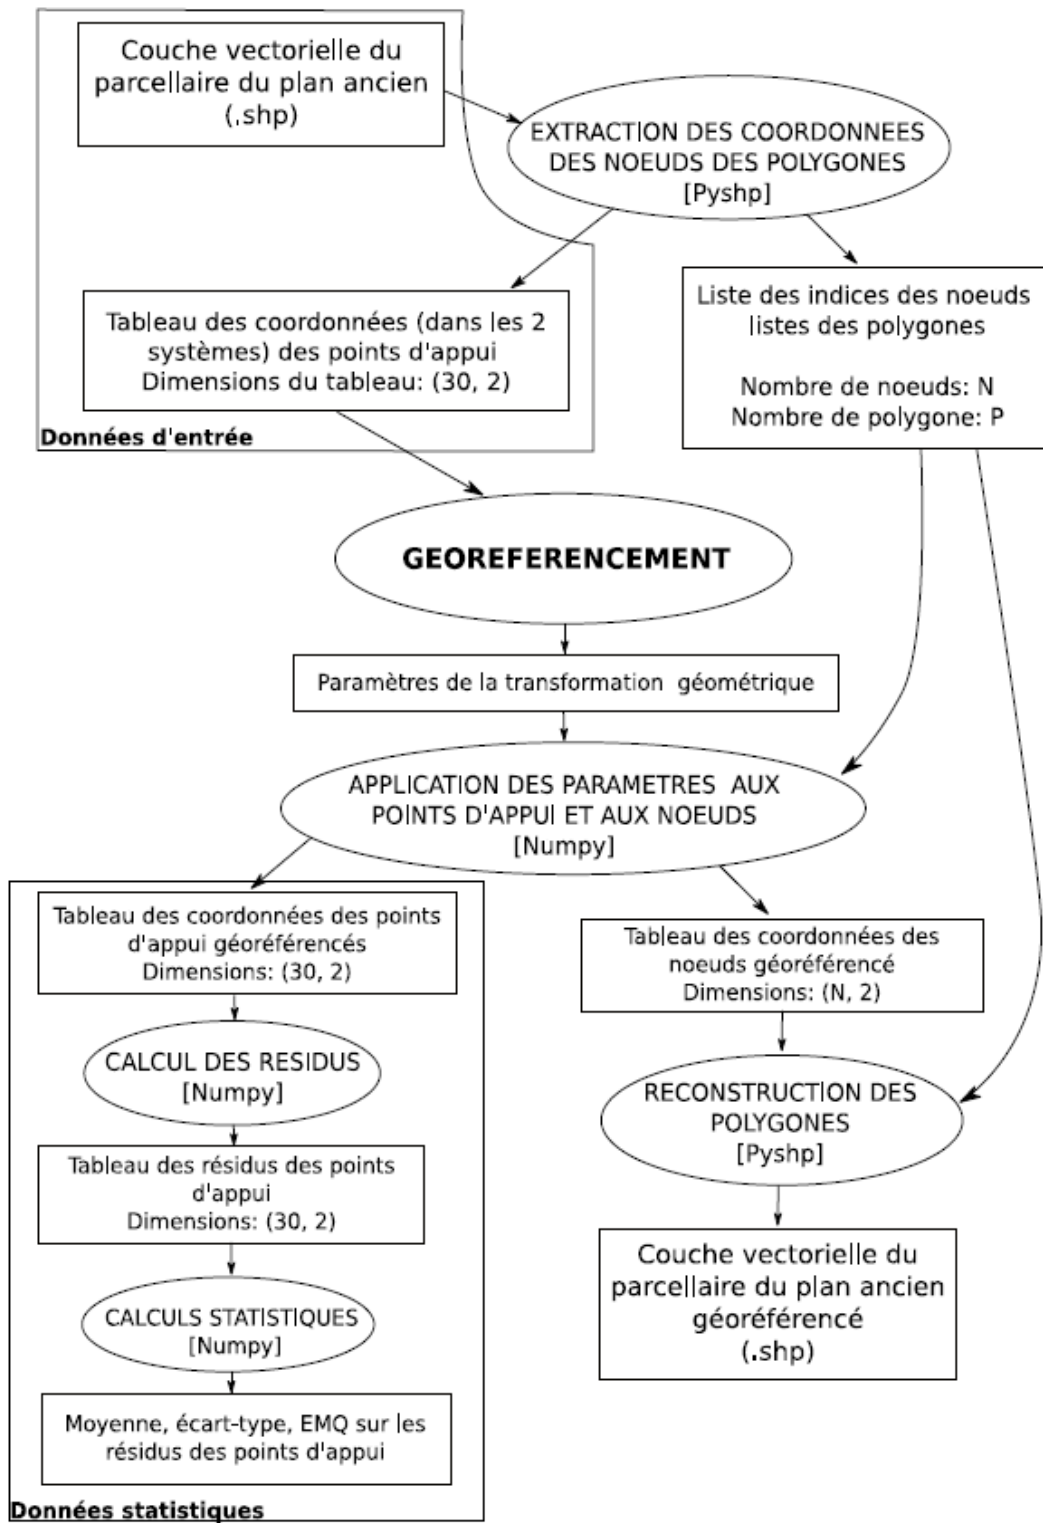 Couche vectorielle du
parcellaire du plan ancien
(.shp)
EXTRACTION DES COORDONNEES
DES NOEUDS DES POLYGONES
[Pyshp]
Tableau des coordonnées (dans les 2
systèmes) des points d'appui
Dimensions du tableau: (30, 2)
Données d'entrée
Liste des indices des noeuds
listes des polygones
Nombre de noeuds: N
Nombre de polygone: P
GEOREFERENCEMENT
Paramètres de la transformation géométrique
APPLICATION DES PARAMETRES AUX
POINTS D'APPUI ET AUX NOEUDS
[Numpy]
Tableau des coordonnées des points
d'appui géoréférencés
Dimensions: (30, 2)
CALCUL DES RESIDUS
[Numpy]
Tableau des résidus des points
d'appui
Dimensions: (30, 2)
CALCULS STATISTIQUES
[Numpy]
Moyenne, écart-type, EMQ sur les
résidus des points d'appui
Données statistiques
Tableau des coordonnées des
noeuds géoréférencé
Dimensions: (N, 2)
RECONSTRUCTION DES
POLYGONES
[Pyshp]
Couche vectorielle du
parcellaire du plan ancien
géoréférencé
(.shp)